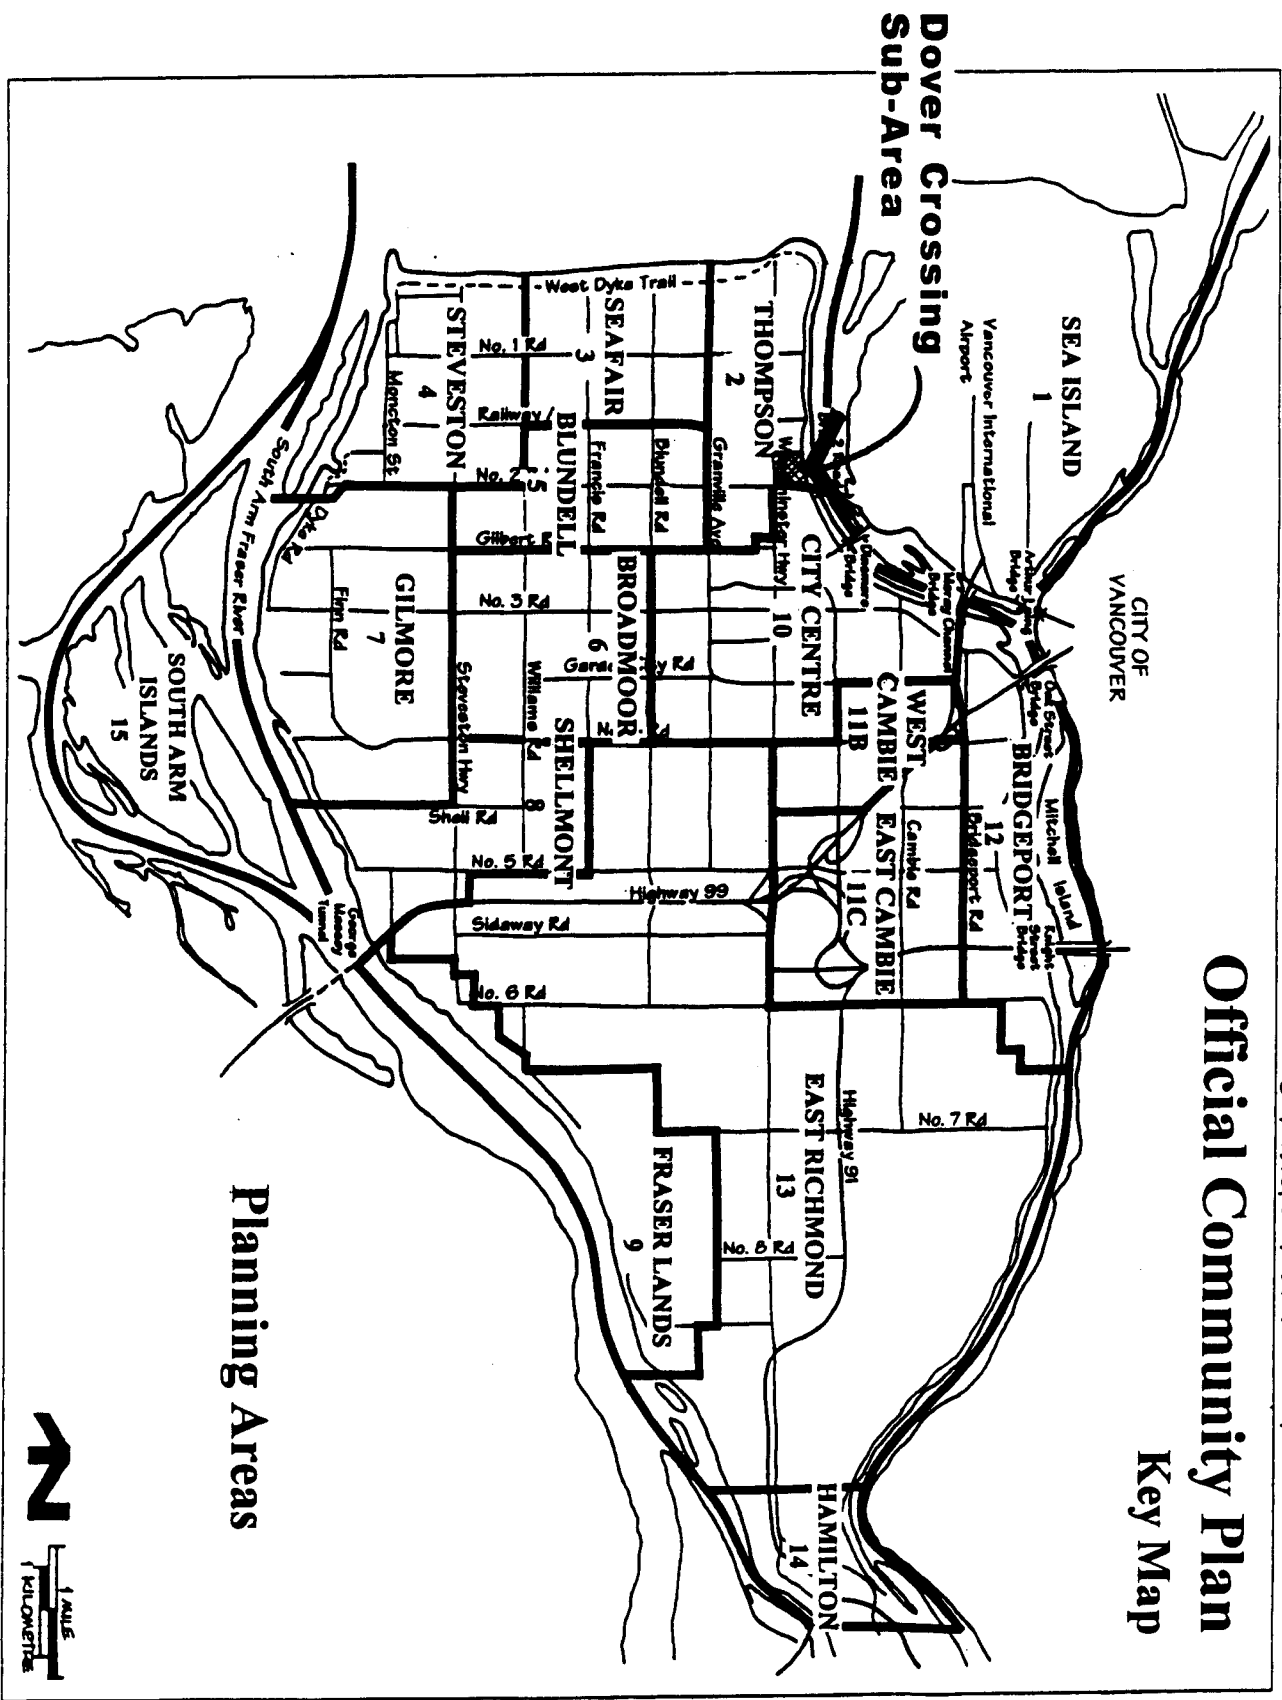 Official Community Plan
Key Map
Dover Crossing
Sub-Area
CITY OF
VANCOUVER
SEA ISLAND
1
Vancouver International
Airport
Arthur Laing
Bridge
Oak Street
Bridge
Mitchell Island
Knight
Street
Bridge
Moray Channel
Bridge
Dinsmore
Bridge
BRIDGEPORT
12
Bridgeport Rd
WEST
CAMBIE
11B
Cambie Rd
EAST CAMBIE
11C
THOMPSON
2
CITY CENTRE
10
Granville Ave
West Dyke Trail
SEAFAIR
3
Blundell Rd
Francis Rd
BLUNDELL
5
BROADMOOR
6
No. 1 Rd
Railway
No. 2
Gilbert
No. 3 Rd
Williams Rd
STEVESTON
4
Moncton St
Steveston Hwy
GILMORE
7
Finn Rd
Dyke Rd
SHELLMONT
8
Shell Rd
No. 5 Rd
Highway 99
Sidaway Rd
No. 6 Rd
EAST RICHMOND
13
Highway 91
No. 7 Rd
No. 8 Rd
FRASER LANDS
9
HAMILTON
14
South Arm Fraser River
SOUTH ARM
ISLANDS
15
George
Massey
Tunnel
Planning Areas
N
1 MILE
1 KILOMETRE